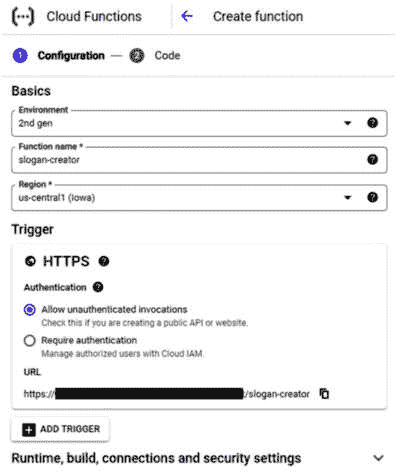 Cloud Functions Create function
1 Configuration — 2 Code
Basics
Environment
2nd gen
Function name *
slogan-creator
Region *
us-central1 (Iowa)
Trigger
HTTPS
Authentication
Allow unauthenticated invocations
Check this if you are creating a public API or website.
Require authentication
Manage authorized users with Cloud IAM.
URL
https:// /slogan-creator
ADD TRIGGER
Runtime, build, connections and security settings